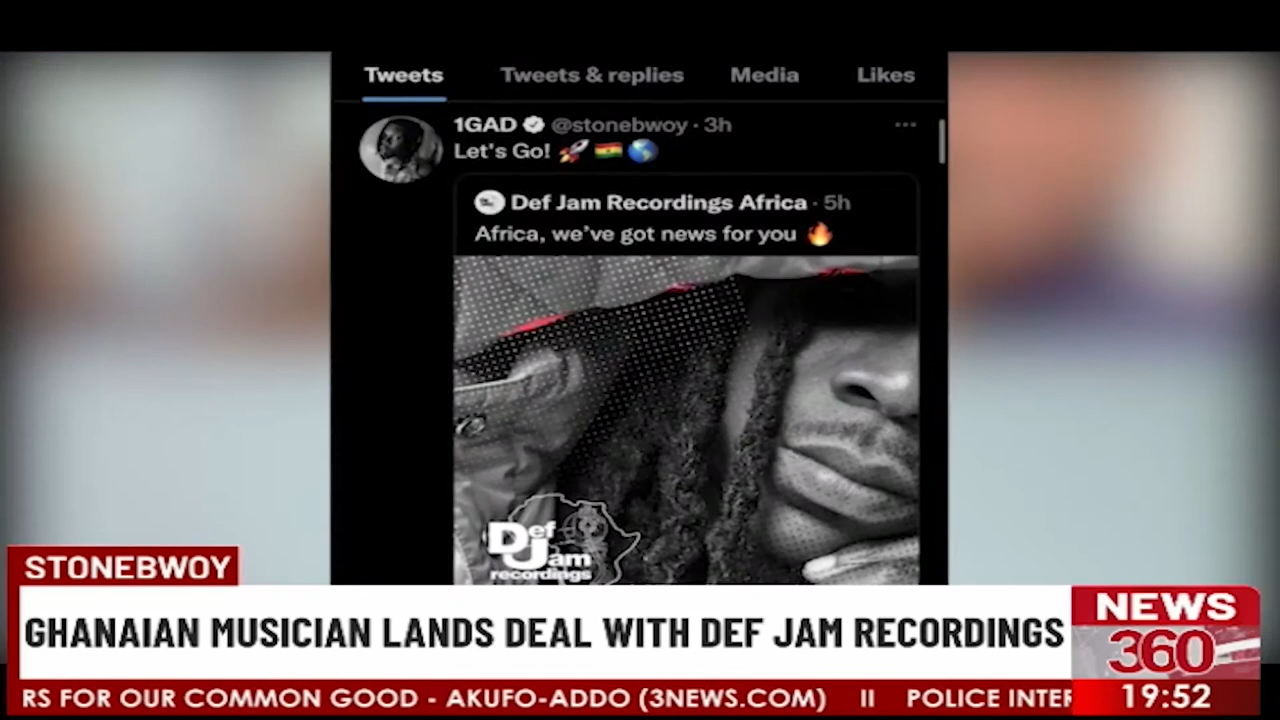 Tweets Tweets & replies Media Likes
1GAD @stonebwoy · 3h
Let's Go! 🚀🇬🇭🌎
Def Jam Recordings Africa · 5h
Africa, we've got news for you 🔥
Def
Jam
recordings
STONEBWOY
GHANAIAN MUSICIAN LANDS DEAL WITH DEF JAM RECORDINGS
NEWS
360
RS FOR OUR COMMON GOOD - AKUFO-ADDO (3NEWS.COM) II POLICE INTER
19:52